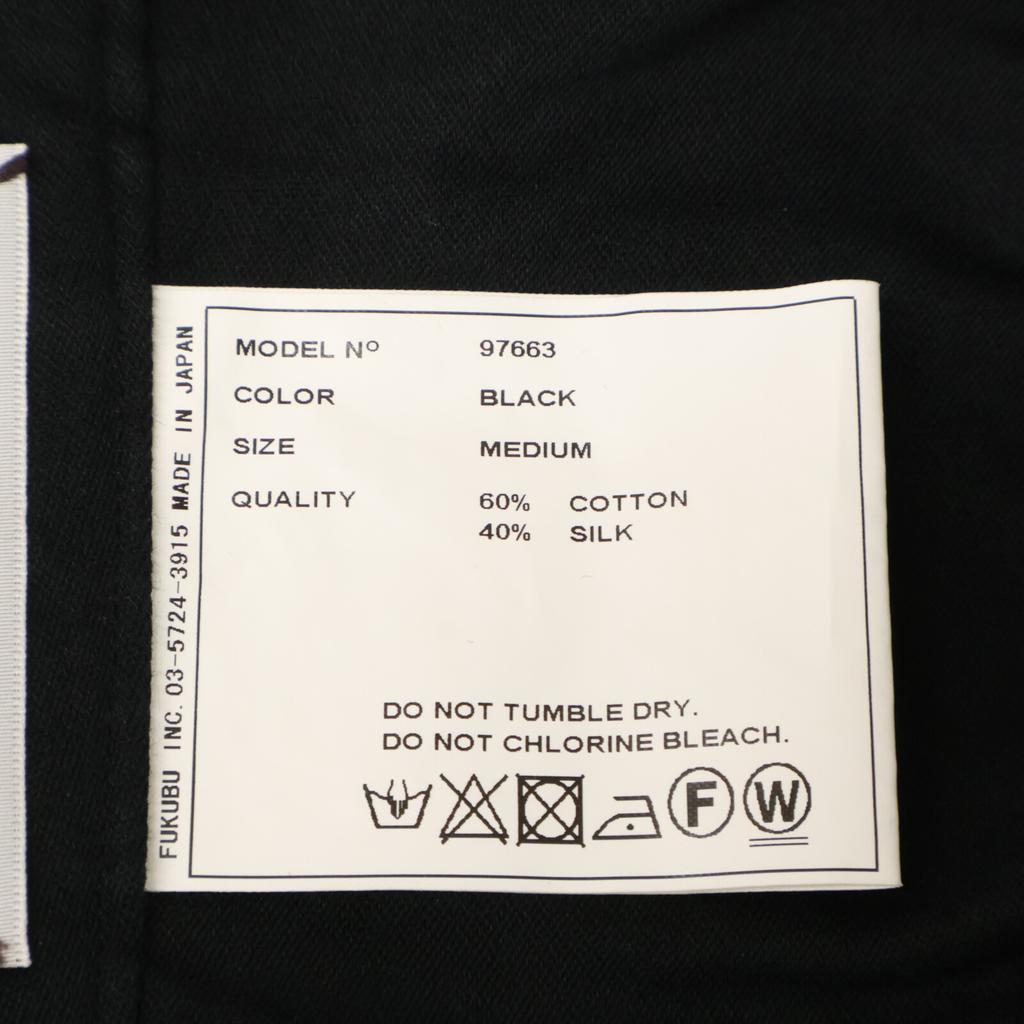 MODEL Nº 97663
COLOR BLACK
SIZE MEDIUM
QUALITY 60% COTTON
40% SILK
DO NOT TUMBLE DRY.
DO NOT CHLORINE BLEACH.
F W
FUKUBU INC. 03-5724-3915 MADE IN JAPAN